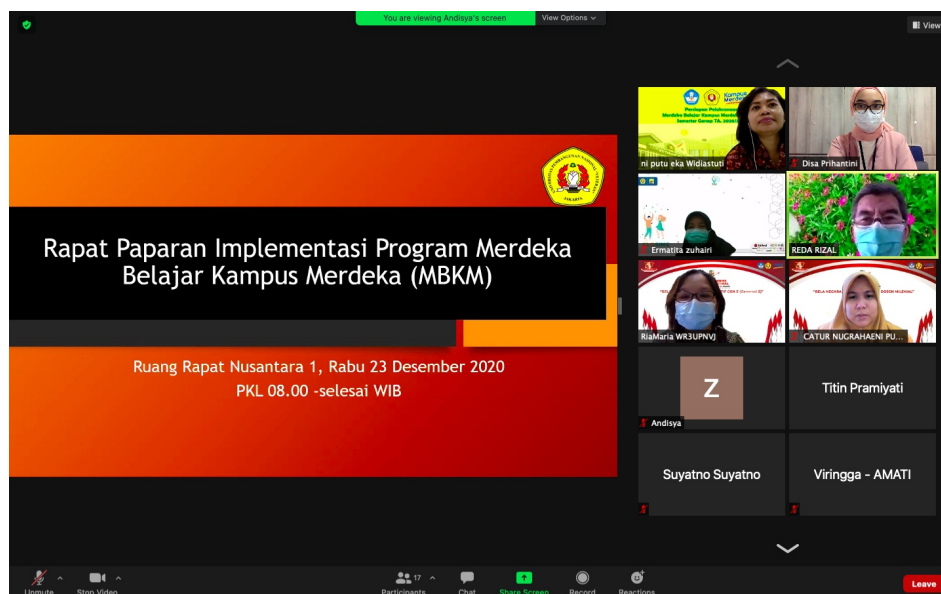 You are viewing Andisya's screen
View Options
View
Rapat Paparan Implementasi Program Merdeka
Belajar Kampus Merdeka (MBKM)
Ruang Rapat Nusantara 1, Rabu 23 Desember 2020
PKL 08.00 -selesai WIB
JAKARTA
Kampus
Merdeka
ni putu eka Widiastuti
Disa Prihantini
Ermatita zuhairi
REDA RIZAL
RiaMaria WR3UPNVJ
CATUR NUGRAHAENI PU...
Z
Andisya
Titin Pramiyati
Suyatno Suyatno
Viringga - AMATI
Unmute
Stop Video
17
Participants
Chat
Share Screen
Record
Reactions
Leave